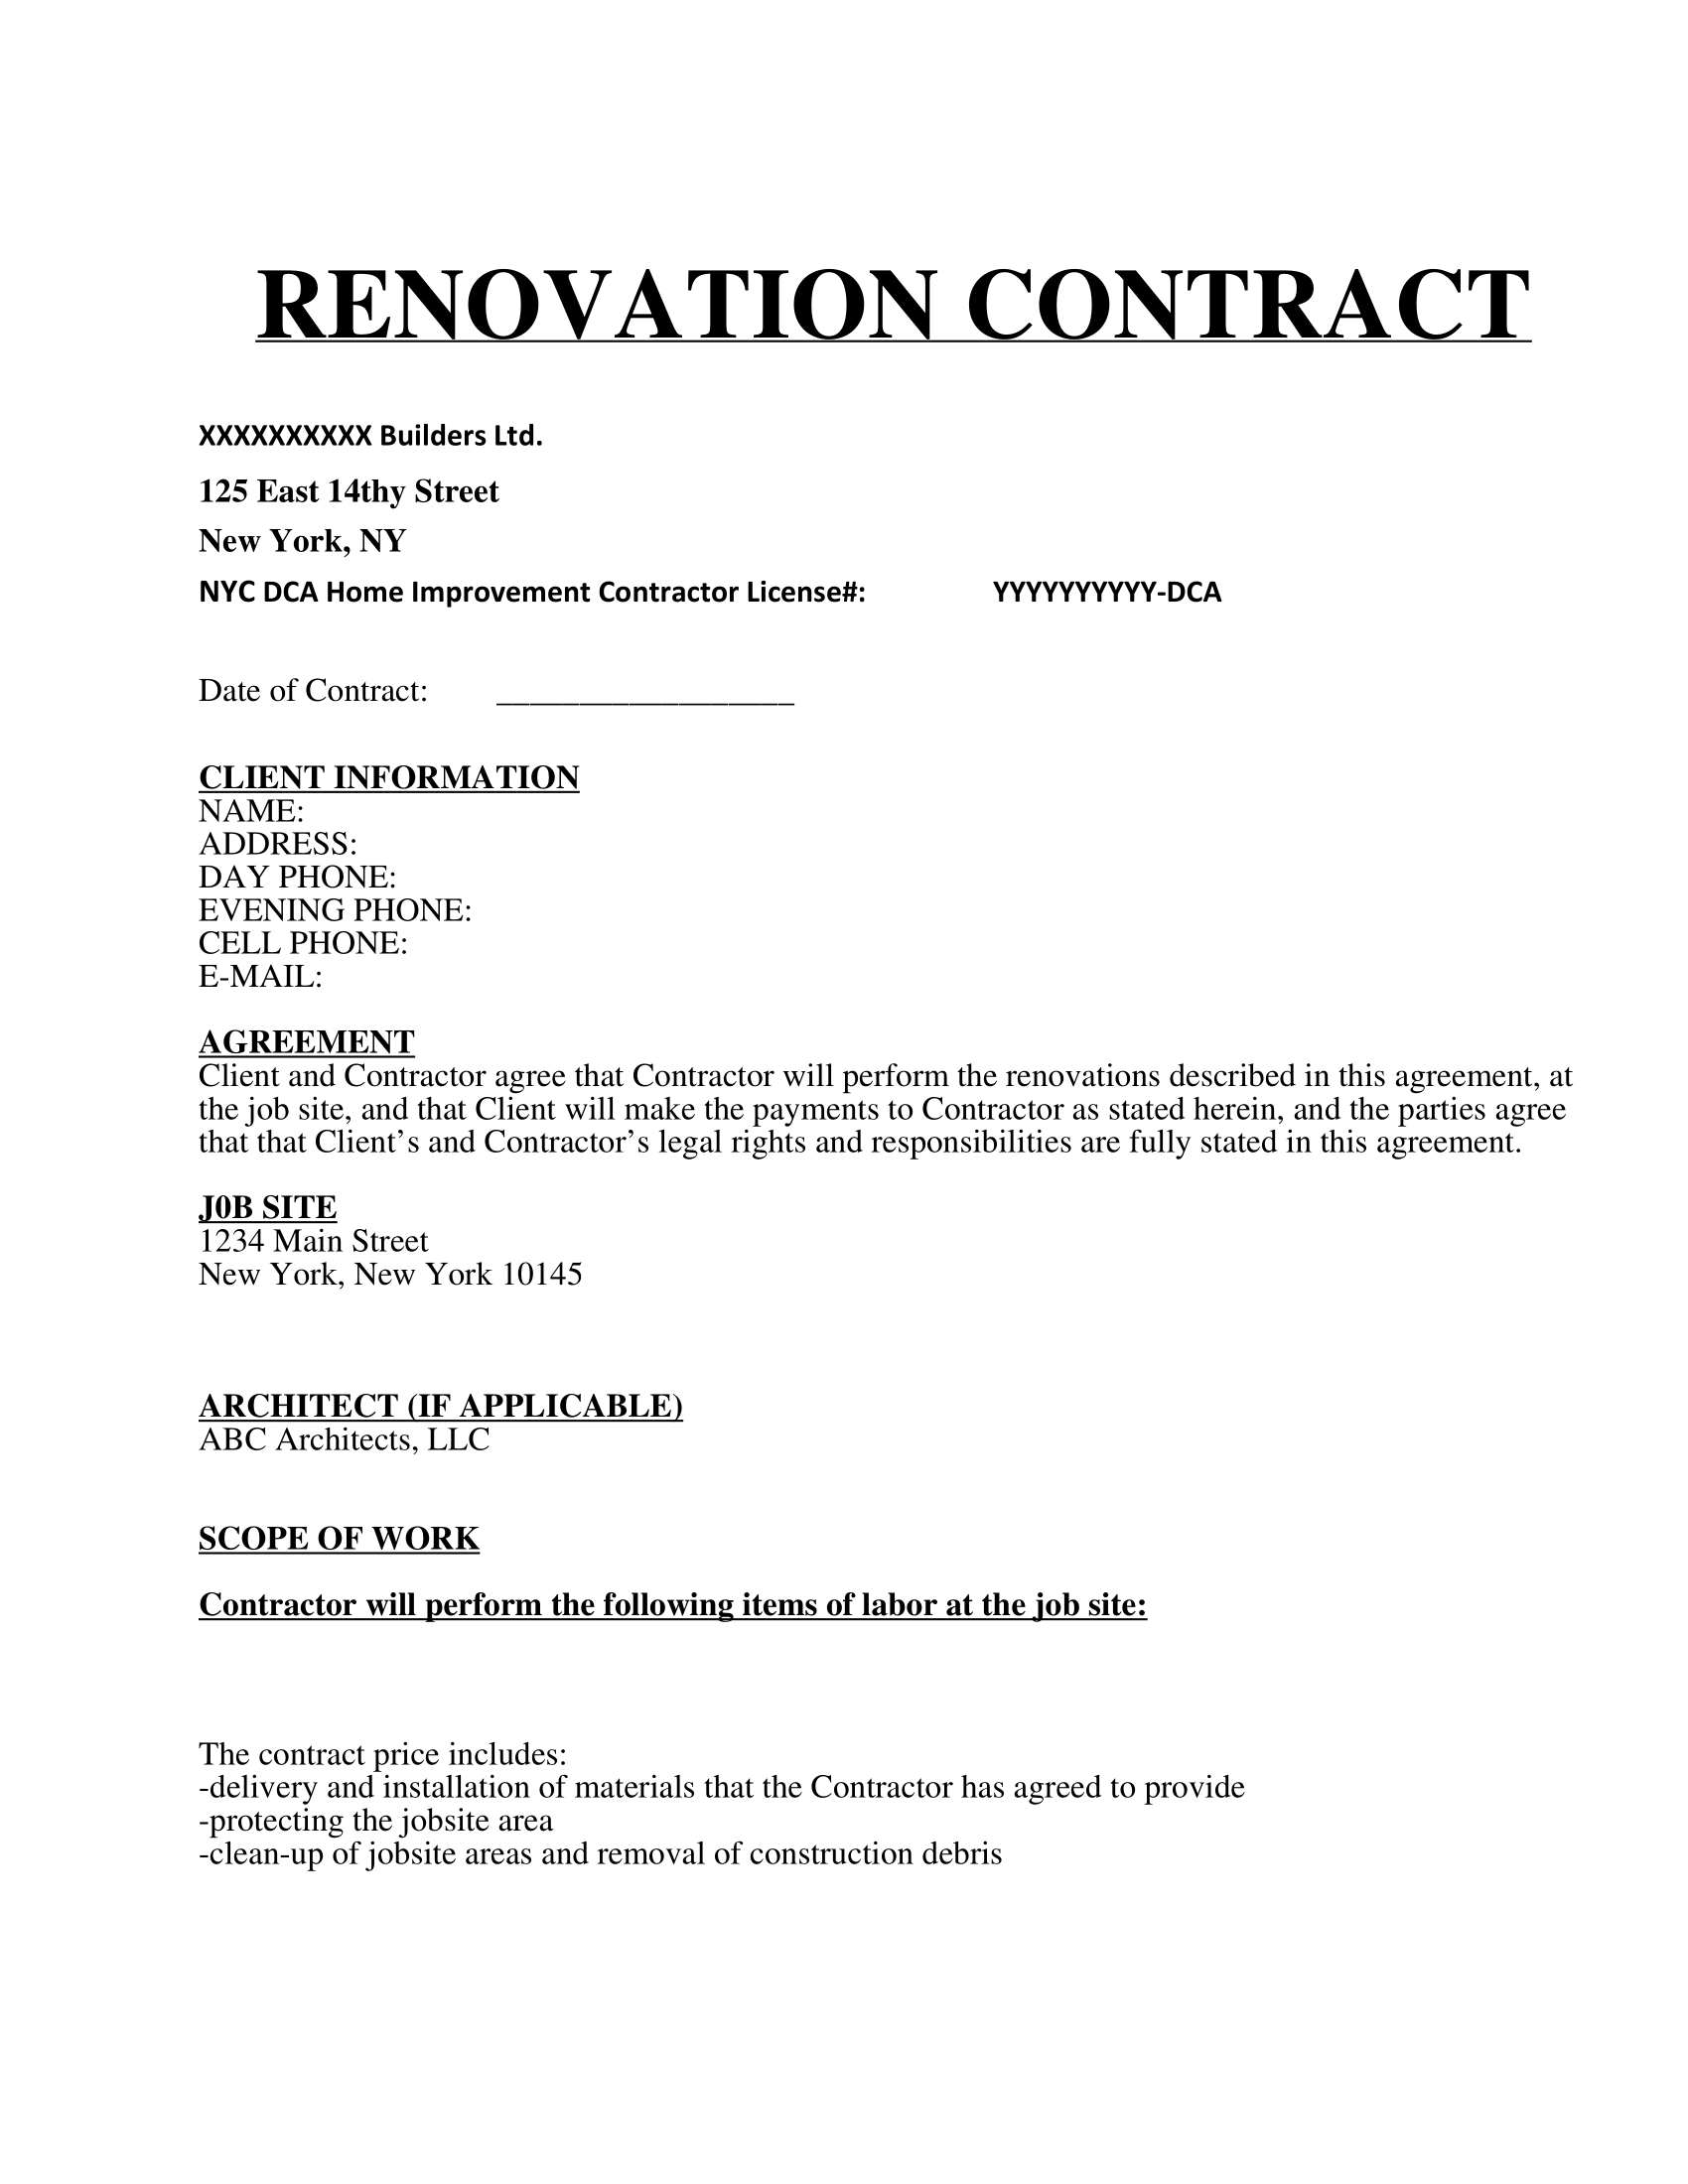 RENOVATION CONTRACT
XXXXXXXXXX Builders Ltd.
125 East 14thy Street
New York, NY
NYC DCA Home Improvement Contractor License#: YYYYYYYYYY-DCA
Date of Contract: __________________
CLIENT INFORMATION
NAME:
ADDRESS:
DAY PHONE:
EVENING PHONE:
CELL PHONE:
E-MAIL:
AGREEMENT
Client and Contractor agree that Contractor will perform the renovations described in this agreement, at
the job site, and that Client will make the payments to Contractor as stated herein, and the parties agree
that that Client’s and Contractor’s legal rights and responsibilities are fully stated in this agreement.
J0B SITE
1234 Main Street
New York, New York 10145
ARCHITECT (IF APPLICABLE)
ABC Architects, LLC
SCOPE OF WORK
Contractor will perform the following items of labor at the job site:
The contract price includes:
-delivery and installation of materials that the Contractor has agreed to provide
-protecting the jobsite area
-clean-up of jobsite areas and removal of construction debris